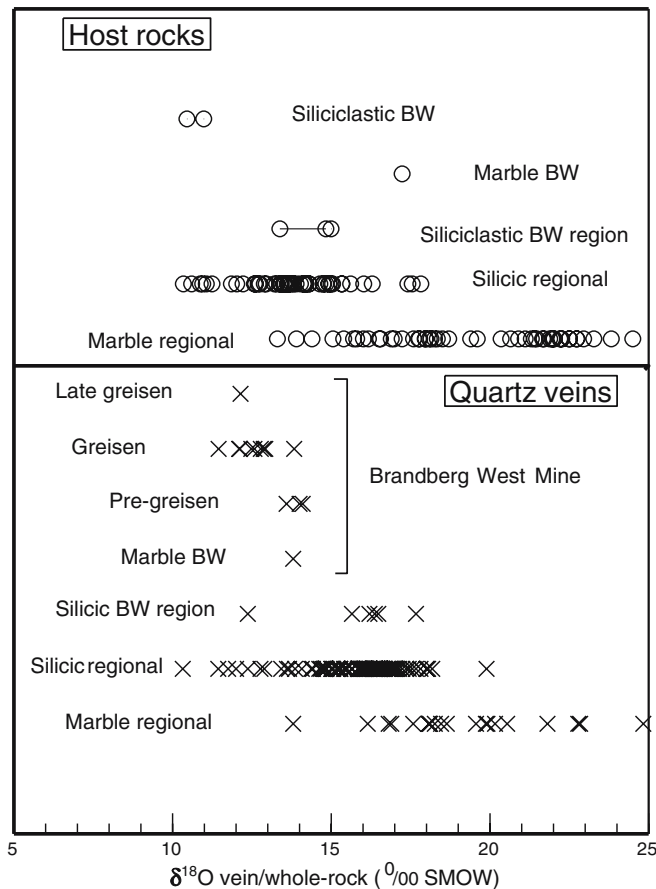 Host rocks
Siliciclastic BW
Marble BW
Siliciclastic BW region
Silicic regional
Marble regional
Quartz veins
Late greisen
Greisen
Brandberg West Mine
Pre-greisen
Marble BW
Silicic BW region
Silicic regional
Marble regional
5 10 15 20 25
δ¹⁸O vein/whole-rock (⁰/00 SMOW)